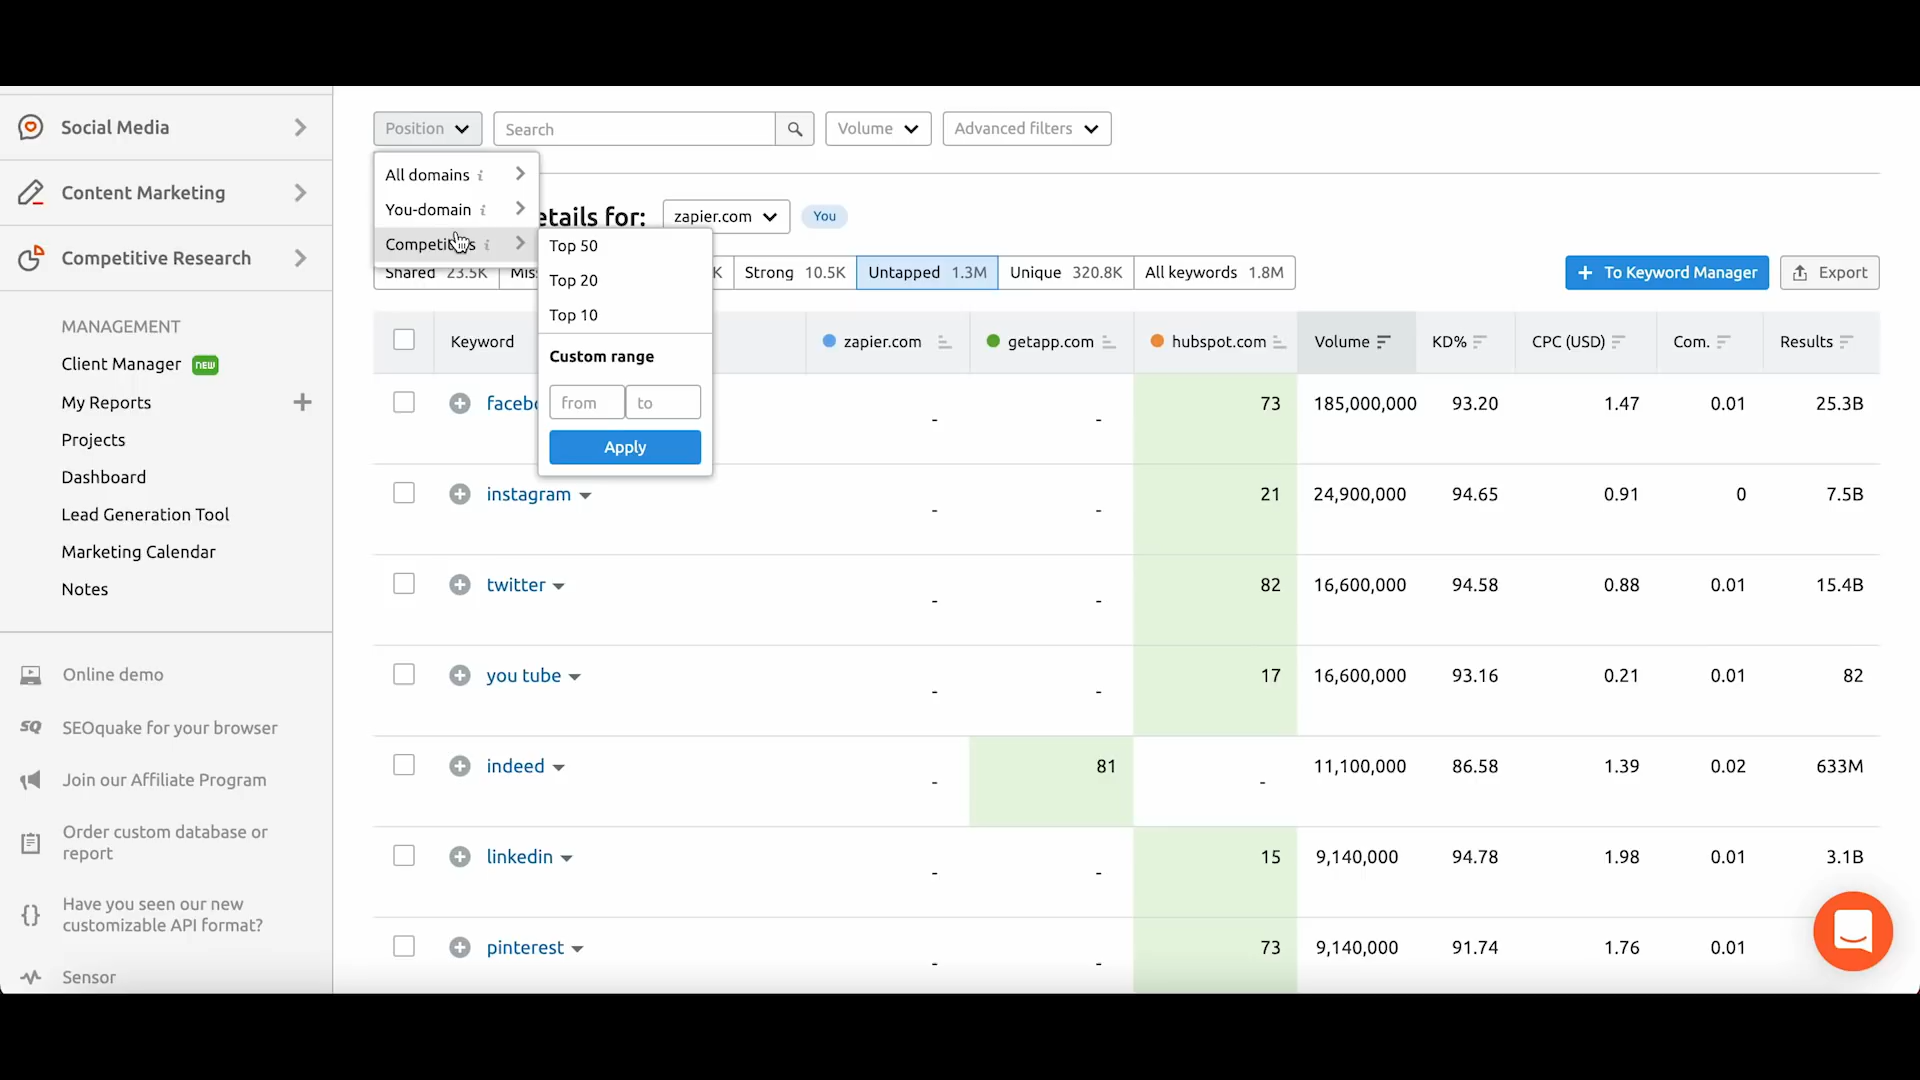 Social Media
Content Marketing
Competitive Research
MANAGEMENT
Client Manager NEW
My Reports
Projects
Dashboard
Lead Generation Tool
Marketing Calendar
Notes
Online demo
SEOquake for your browser
Join our Affiliate Program
Order custom database or
report
Have you seen our new
customizable API format?
Sensor
Position
Search
Volume
Advanced filters
All domains
You-domain
Top 50
Top 20
Top 10
Custom range
from to
Apply
etails for: zapier.com You
Shared 23.5K
K Strong 10.5K Untapped 1.3M Unique 320.8K All keywords 1.8M
+ To Keyword Manager Export
Keyword zapier.com getapp.com hubspot.com Volume KD% CPC (USD) Com. Results
- - 73 185,000,000 93.20 1.47 0.01 25.3B
instagram - - 21 24,900,000 94.65 0.91 0 7.5B
twitter - - 82 16,600,000 94.58 0.88 0.01 15.4B
you tube - - 17 16,600,000 93.16 0.21 0.01 82
indeed - 81 - 11,100,000 86.58 1.39 0.02 633M
linkedin - - 15 9,140,000 94.78 1.98 0.01 3.1B
pinterest - - 73 9,140,000 91.74 1.76 0.01